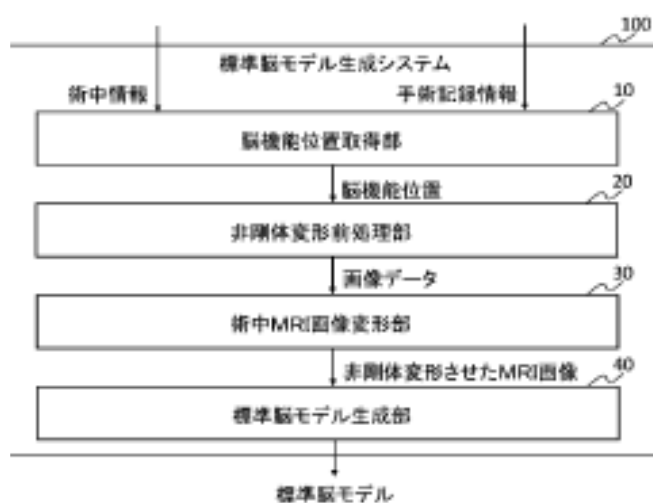 100
標準脳モデル生成システム
術中情報
手術記録情報
10
脳機能位置取得部
脳機能位置
20
非剛体変形前処理部
画像データ
30
術中MRI画像変形部
非剛体変形させたMRI画像
40
標準脳モデル生成部
標準脳モデル